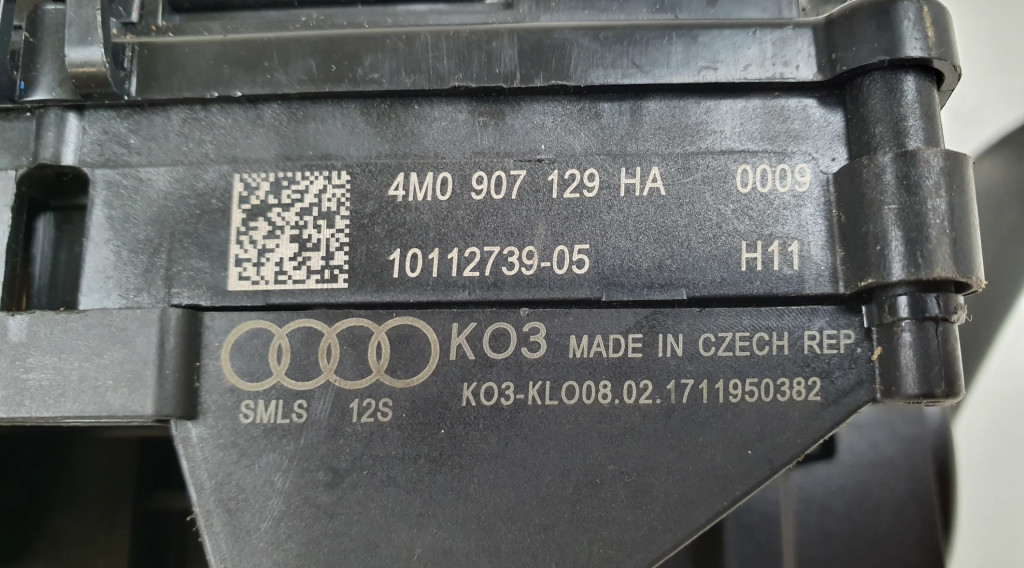 4M0 907 129 HA 0009
10112739-05 H11
KO3 MADE IN CZECH REP.
SMLS 12S KO3-KLO08.02.1711950382